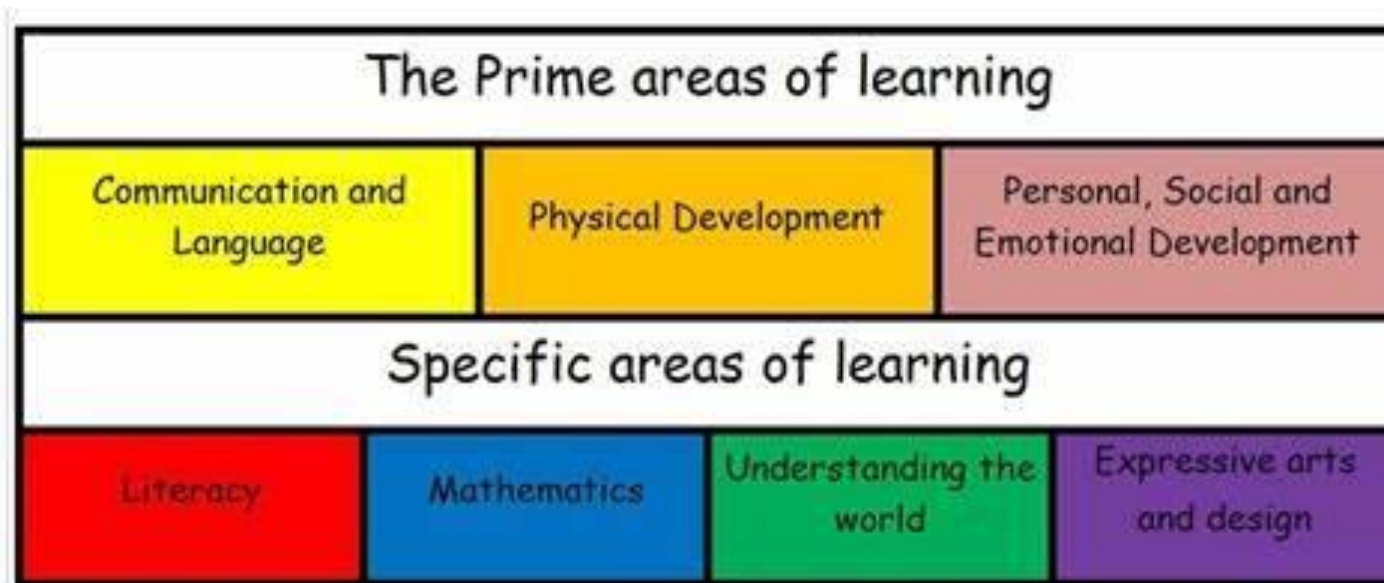 The Prime areas of learning
Communication and
Language
Physical Development
Personal, Social and
Emotional Development
Specific areas of learning
Literacy
Mathematics
Understanding the
world
Expressive arts
and design